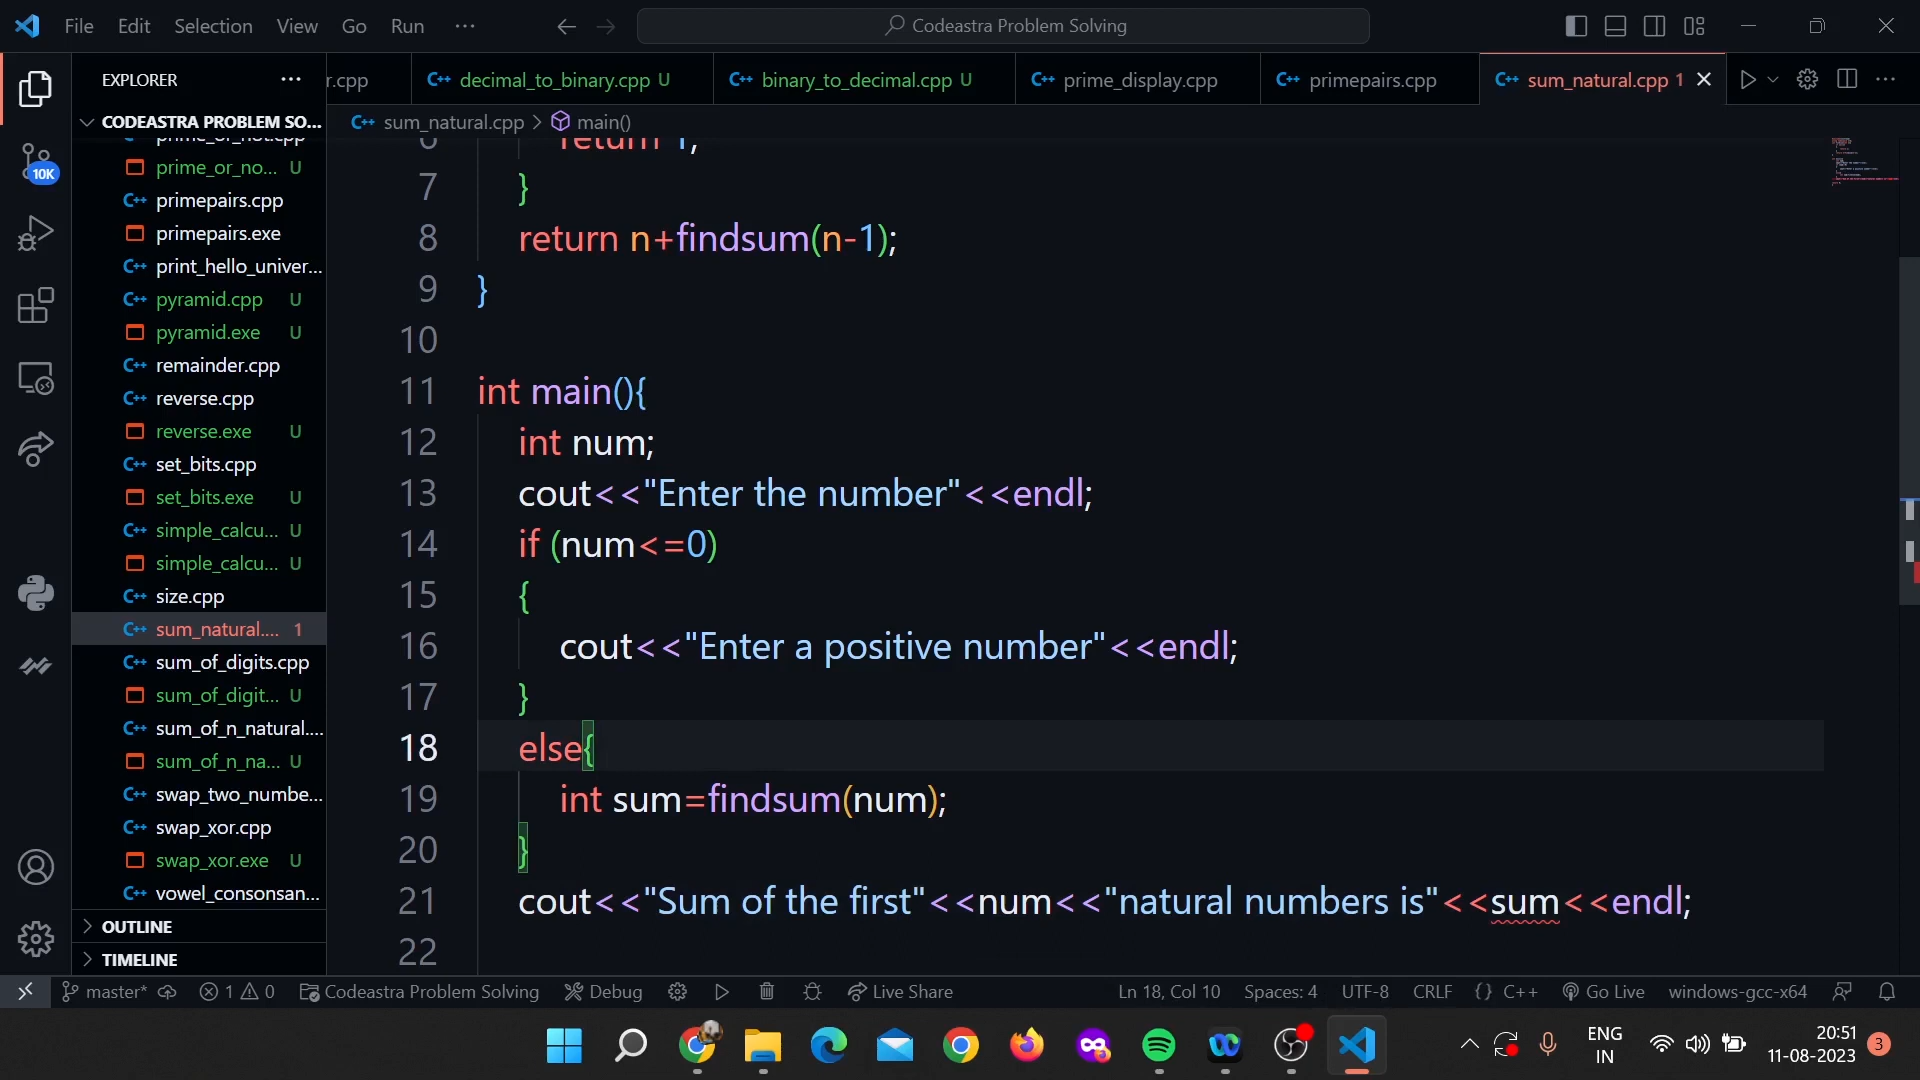 File Edit Selection View Go Run ··· Codeastra Problem Solving
EXPLORER ···
r.cpp decimal_to_binary.cpp U binary_to_decimal.cpp U prime_display.cpp primepairs.cpp sum_natural.cpp 1
CODEASTRA PROBLEM SO...
prime_or_not.cpp
prime_or_no... U
primepairs.cpp
primepairs.exe
print_hello_univer...
pyramid.cpp U
pyramid.exe U
remainder.cpp
reverse.cpp
reverse.exe U
set_bits.cpp
set_bits.exe U
simple_calcu... U
simple_calcu... U
size.cpp
sum_natural.... 1
sum_of_digits.cpp
sum_of_digit... U
sum_of_n_natural....
sum_of_n_na... U
swap_two_numbe...
swap_xor.cpp
swap_xor.exe U
vowel_consonsan...
OUTLINE
TIMELINE
10K
sum_natural.cpp > main()
6 return 1;
7 }
8 return n+findsum(n-1);
9 }
10
11 int main(){
12 int num;
13 cout<<"Enter the number"<<endl;
14 if (num<=0)
15 {
16 cout<<"Enter a positive number"<<endl;
17 }
18 else{
19 int sum=findsum(num);
20 }
21 cout<<"Sum of the first"<<num<<"natural numbers is"<<sum<<endl;
22
master* 1 0 Codeastra Problem Solving Debug Live Share Ln 18, Col 10 Spaces: 4 UTF-8 CRLF {} C++ Go Live windows-gcc-x64
ENG
IN
20:51
11-08-2023
3